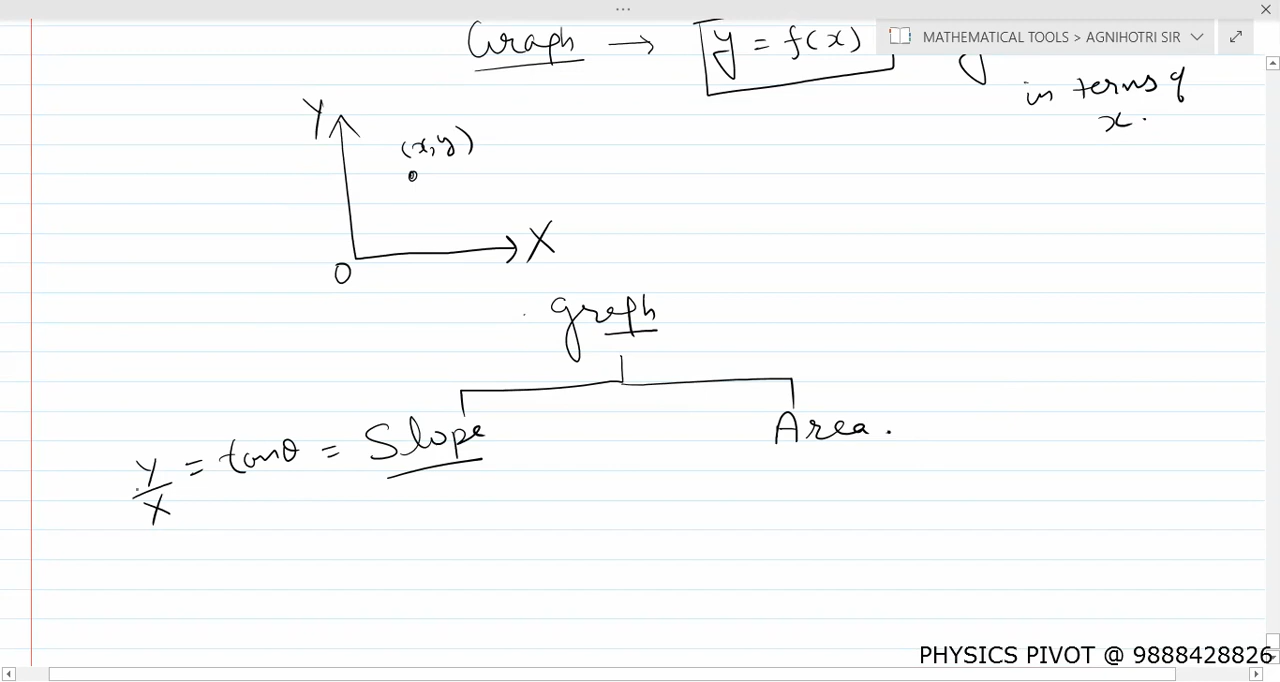 MATHEMATICAL TOOLS > AGNIHOTRI SIR
Graph → y = f(x)
in terms of
x.
Y
(x,y)
X
O
graph
Y/X = tanθ = Slope
Area.
PHYSICS PIVOT @ 9888428826